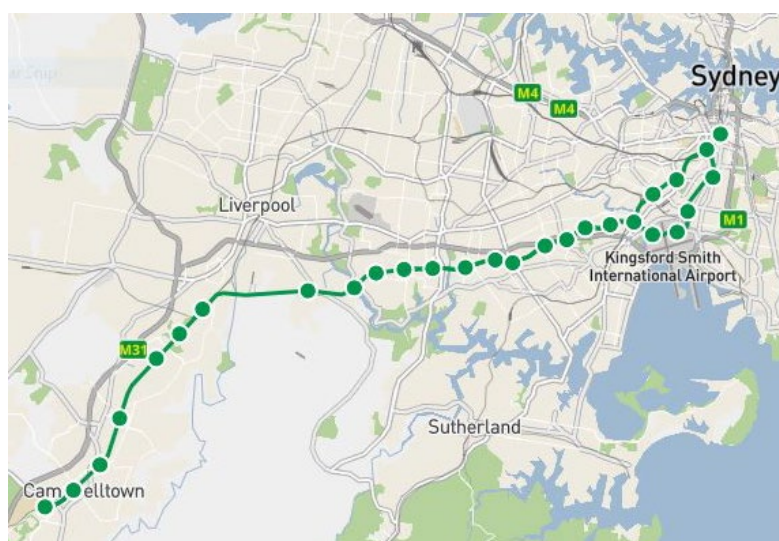 Sydney
M4
M4
Liverpool
M1
Kingsford Smith
International Airport
M31
Sutherland
Cam elltown